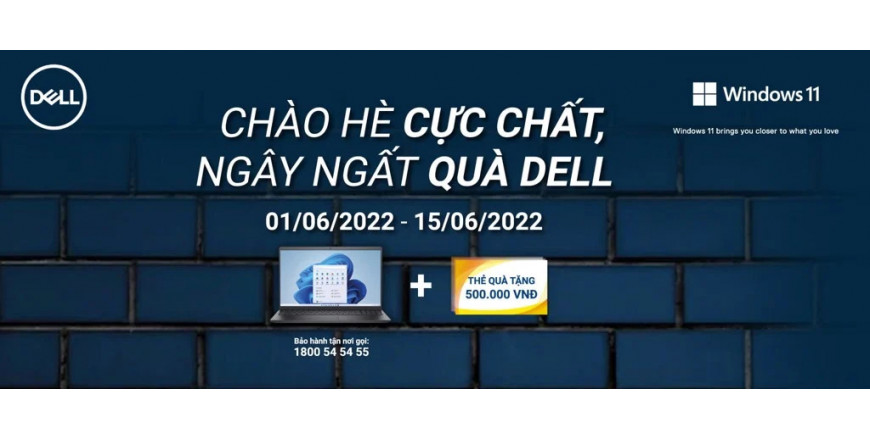 DELL
Windows 11
Windows 11 brings you closer to what you love
CHÀO HÈ CỰC CHẤT,
NGÂY NGẤT QUÀ DELL
01/06/2022 - 15/06/2022
+
THẺ QUÀ TẶNG
500.000 VNĐ
Bảo hành tận nơi gọi:
1800 54 54 55